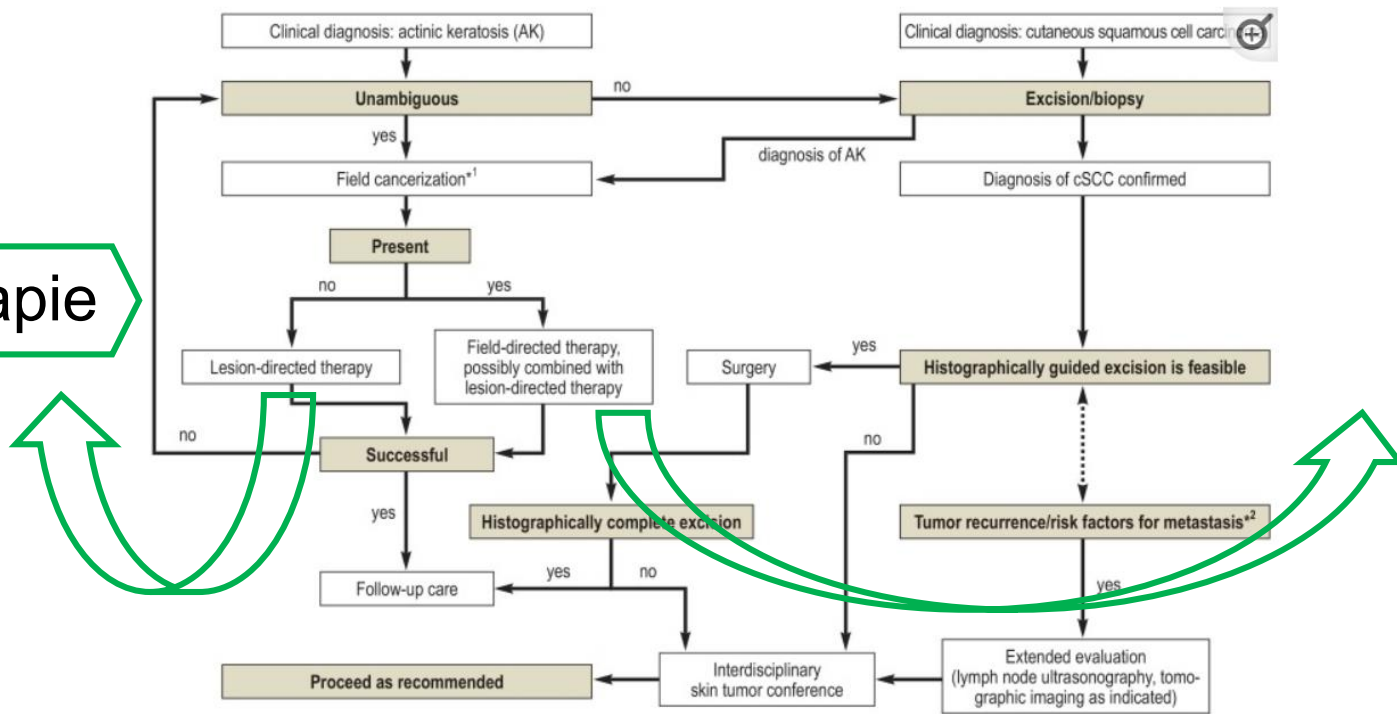 Clinical diagnosis: actinic keratosis (AK)
Clinical diagnosis: cutaneous squamous cell
Unambiguous
no
Excision/biopsy
yes
diagnosis of AK
Field cancerization*1
Diagnosis of cSCC confirmed
Present
no
yes
apie
Lesion-directed therapy
Field-directed therapy,
possibly combined with
lesion-directed therapy
Surgery
yes
Histographically guided excision is feasible
no
no
Successful
yes
Histographically complete excision
Tumor recurrence/risk factors for metastasis*2
yes
no
yes
Follow-up care
Proceed as recommended
Interdisciplinary
skin tumor conference
Extended evaluation
(lymph node ultrasonography, tomo-
graphic imaging as indicated)